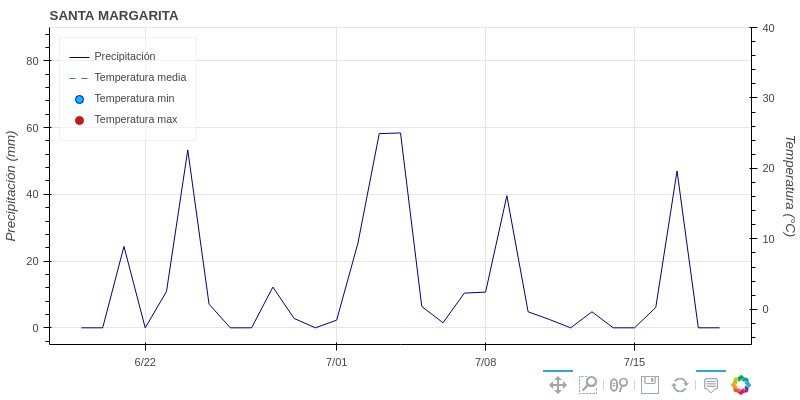 SANTA MARGARITA
Precipitación
Temperatura media
Temperatura min
Temperatura max
Precipitación (mm)
80
60
40
20
0
Temperatura (°C)
40
30
20
10
0
6/22
7/01
7/08
7/15